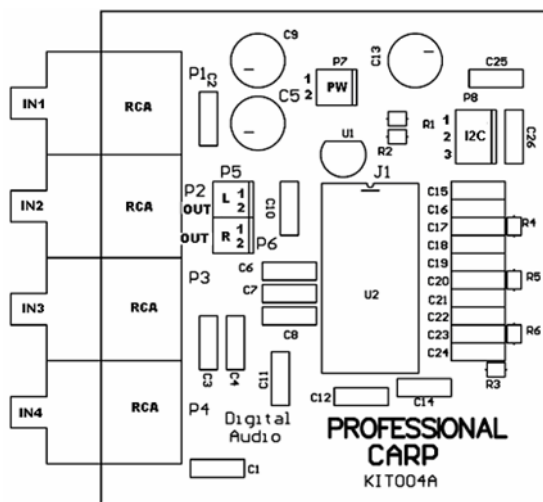 C9
C13
P7
C25
P1
C2
1
2
PW
P8
IN1
RCA
C5
R1
1
2
3
I2C
C26
U1
R2
P5
J1
P2
L
1
2
C10
C15
IN2
RCA
OUT
C16
OUT
R
1
2
P6
C17
R4
C18
C6
C19
P3
U2
C20
R5
C7
C21
IN3
RCA
C8
C22
C23
R6
C24
C3
C4
C11
R3
C12
C14
IN4
RCA
P4
Digital
Audio
PROFESSIONAL
CARP
C1
KIT004A